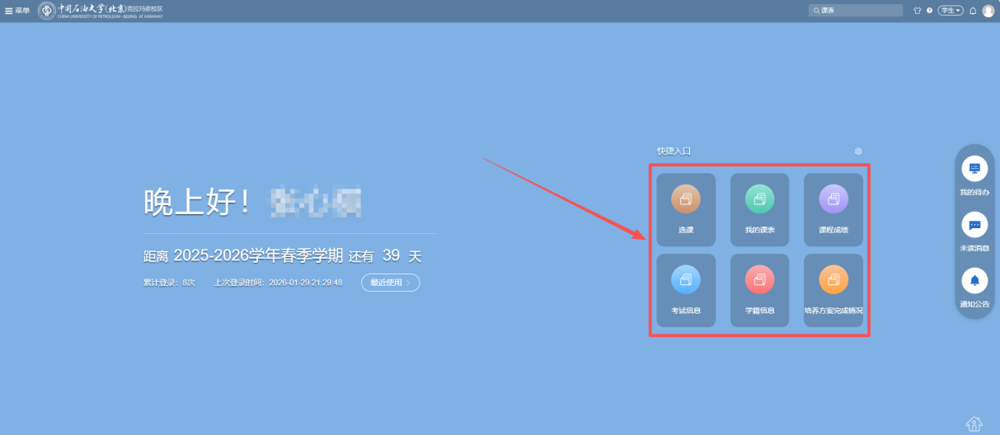 菜单
中国石油大学(北京)克拉玛依校区
CHINA UNIVERSITY OF PETROLEUM - BEIJING AT KARAMAY
课表
学生
快捷入口
晚上好!
距离 2025-2026学年春季学期 还有 39 天
累计登录:8次 上次登录时间:2026-01-29 21:29:48 最近使用
选课
我的课表
课程成绩
考试信息
学籍信息
培养方案完成情况
我的待办
未读消息
通知公告